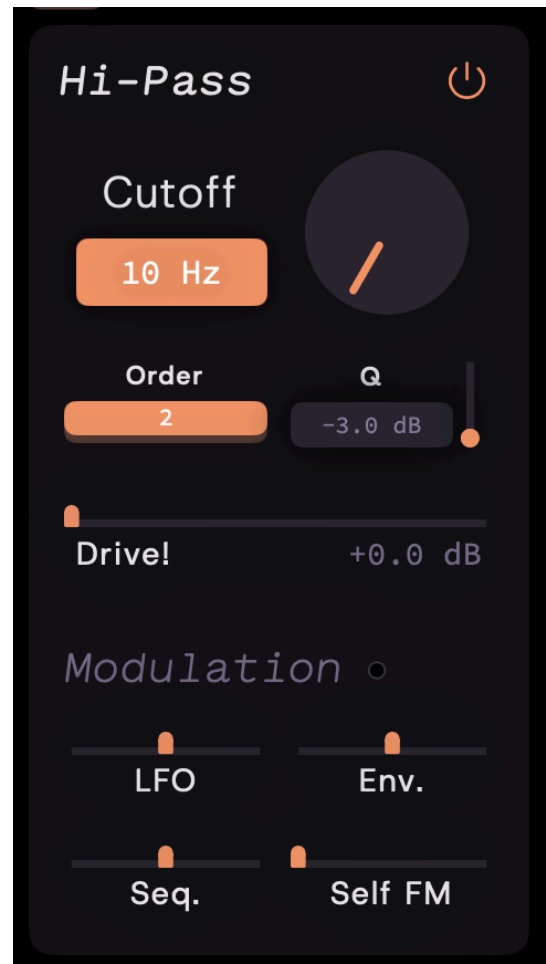 Hi-Pass
Cutoff
10 Hz
Order
Q
2
-3.0 dB
Drive!
+0.0 dB
Modulation
LFO
Env.
Seq.
Self FM